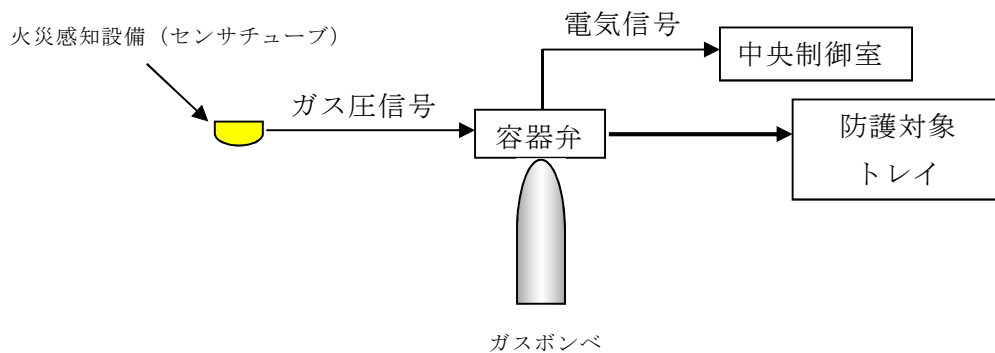 火災感知設備(センサチューブ)
電気信号
中央制御室
ガス圧信号
容器弁
防護対象
トレイ
ガスボンベ